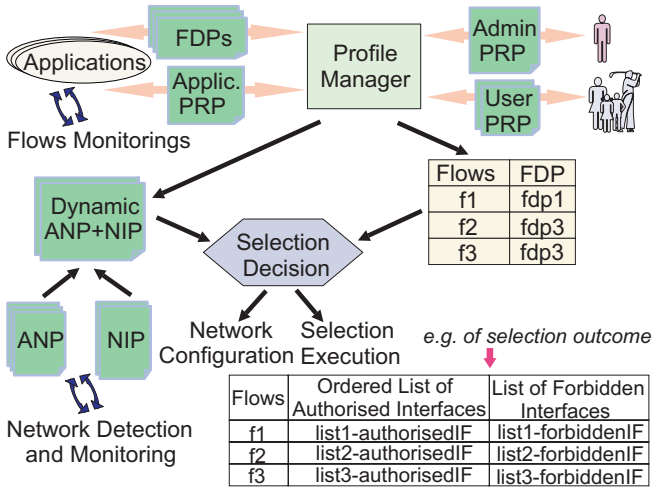 Applications
FDPs
Applic.
PRP
Profile
Manager
Admin
PRP
User
PRP
Flows Monitorings
Dynamic
ANP+NIP
Flows FDP
f1 fdp1
f2 fdp3
f3 fdp3
Selection
Decision
ANP
NIP
Network
Configuration
Selection
Execution
Network Detection
and Monitoring
e.g. of selection outcome
Flows
Ordered List of
Authorised Interfaces
List of Forbidden
Interfaces
f1 list1-authorisedIF list1-forbiddenIF
f2 list2-authorisedIF list2-forbiddenIF
f3 list3-authorisedIF list3-forbiddenIF